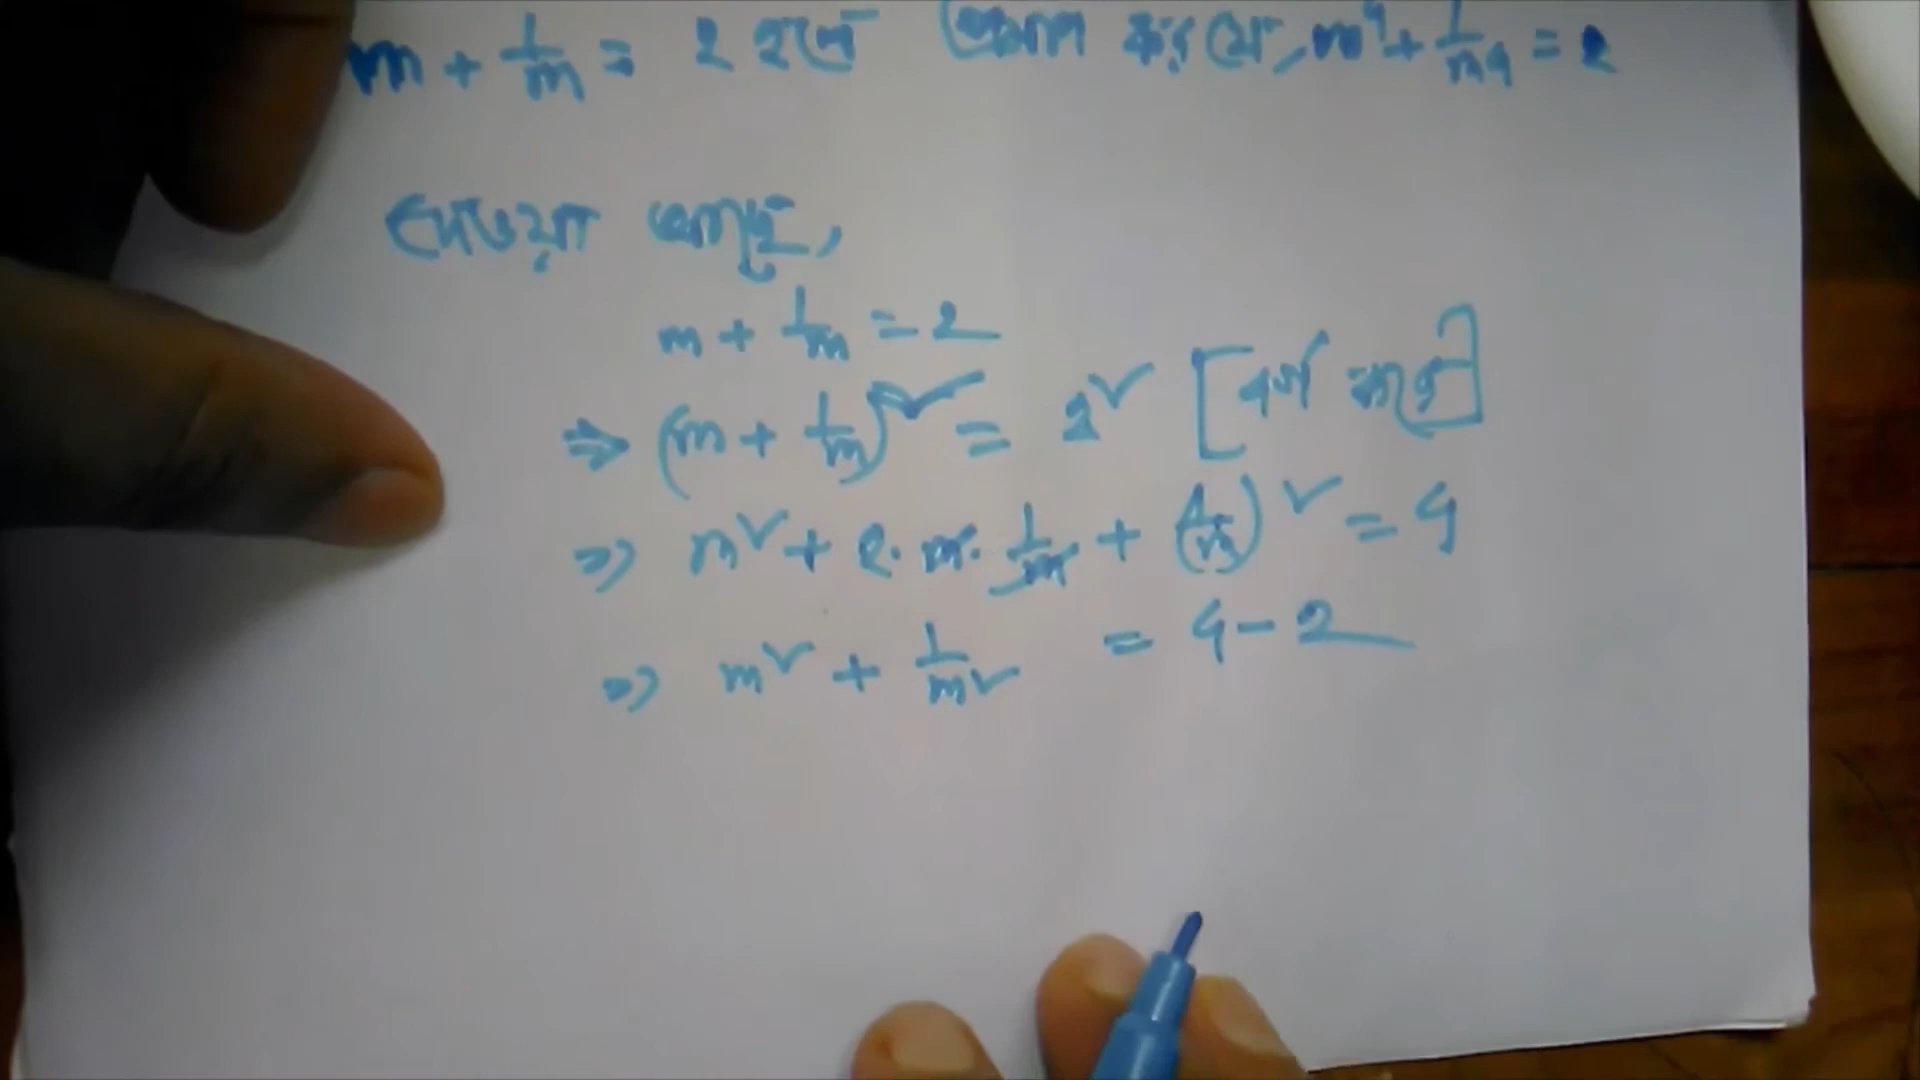 m + 1/m = 2 হলে প্রমাণ কর যে, m⁴ + 1/m⁴ = 2
দেওয়া আছে,
m + 1/m = 2
⇒ (m + 1/m)² = 2² [বর্গ করে]
⇒ m² + 2. m. 1/m + (1/m)² = 4
⇒ m² + 1/m² = 4 - 2